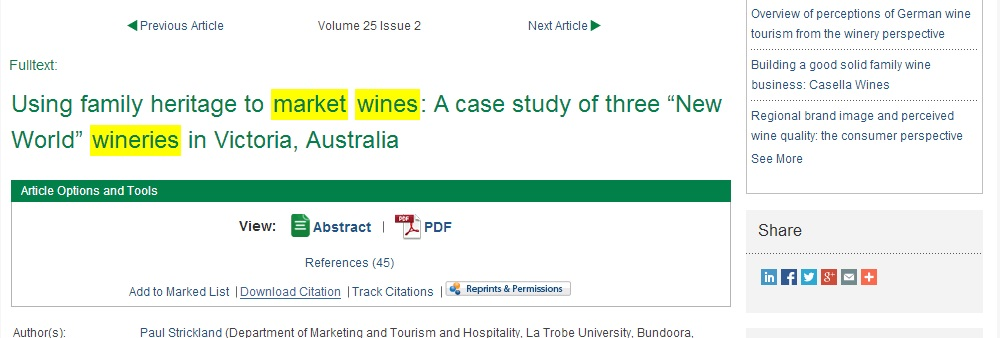 Previous Article Volume 25 Issue 2 Next Article
Fulltext:
Using family heritage to market wines: A case study of three “New
World” wineries in Victoria, Australia
Article Options and Tools
View: Abstract | PDF
References (45)
Add to Marked List | Download Citation | Track Citations | Reprints & Permissions
Author(s): Paul Strickland (Department of Marketing and Tourism and Hospitality, La Trobe University, Bundoora,
Overview of perceptions of German wine
tourism from the winery perspective
Building a good solid family wine
business: Casella Wines
Regional brand image and perceived
wine quality: the consumer perspective
See More
Share